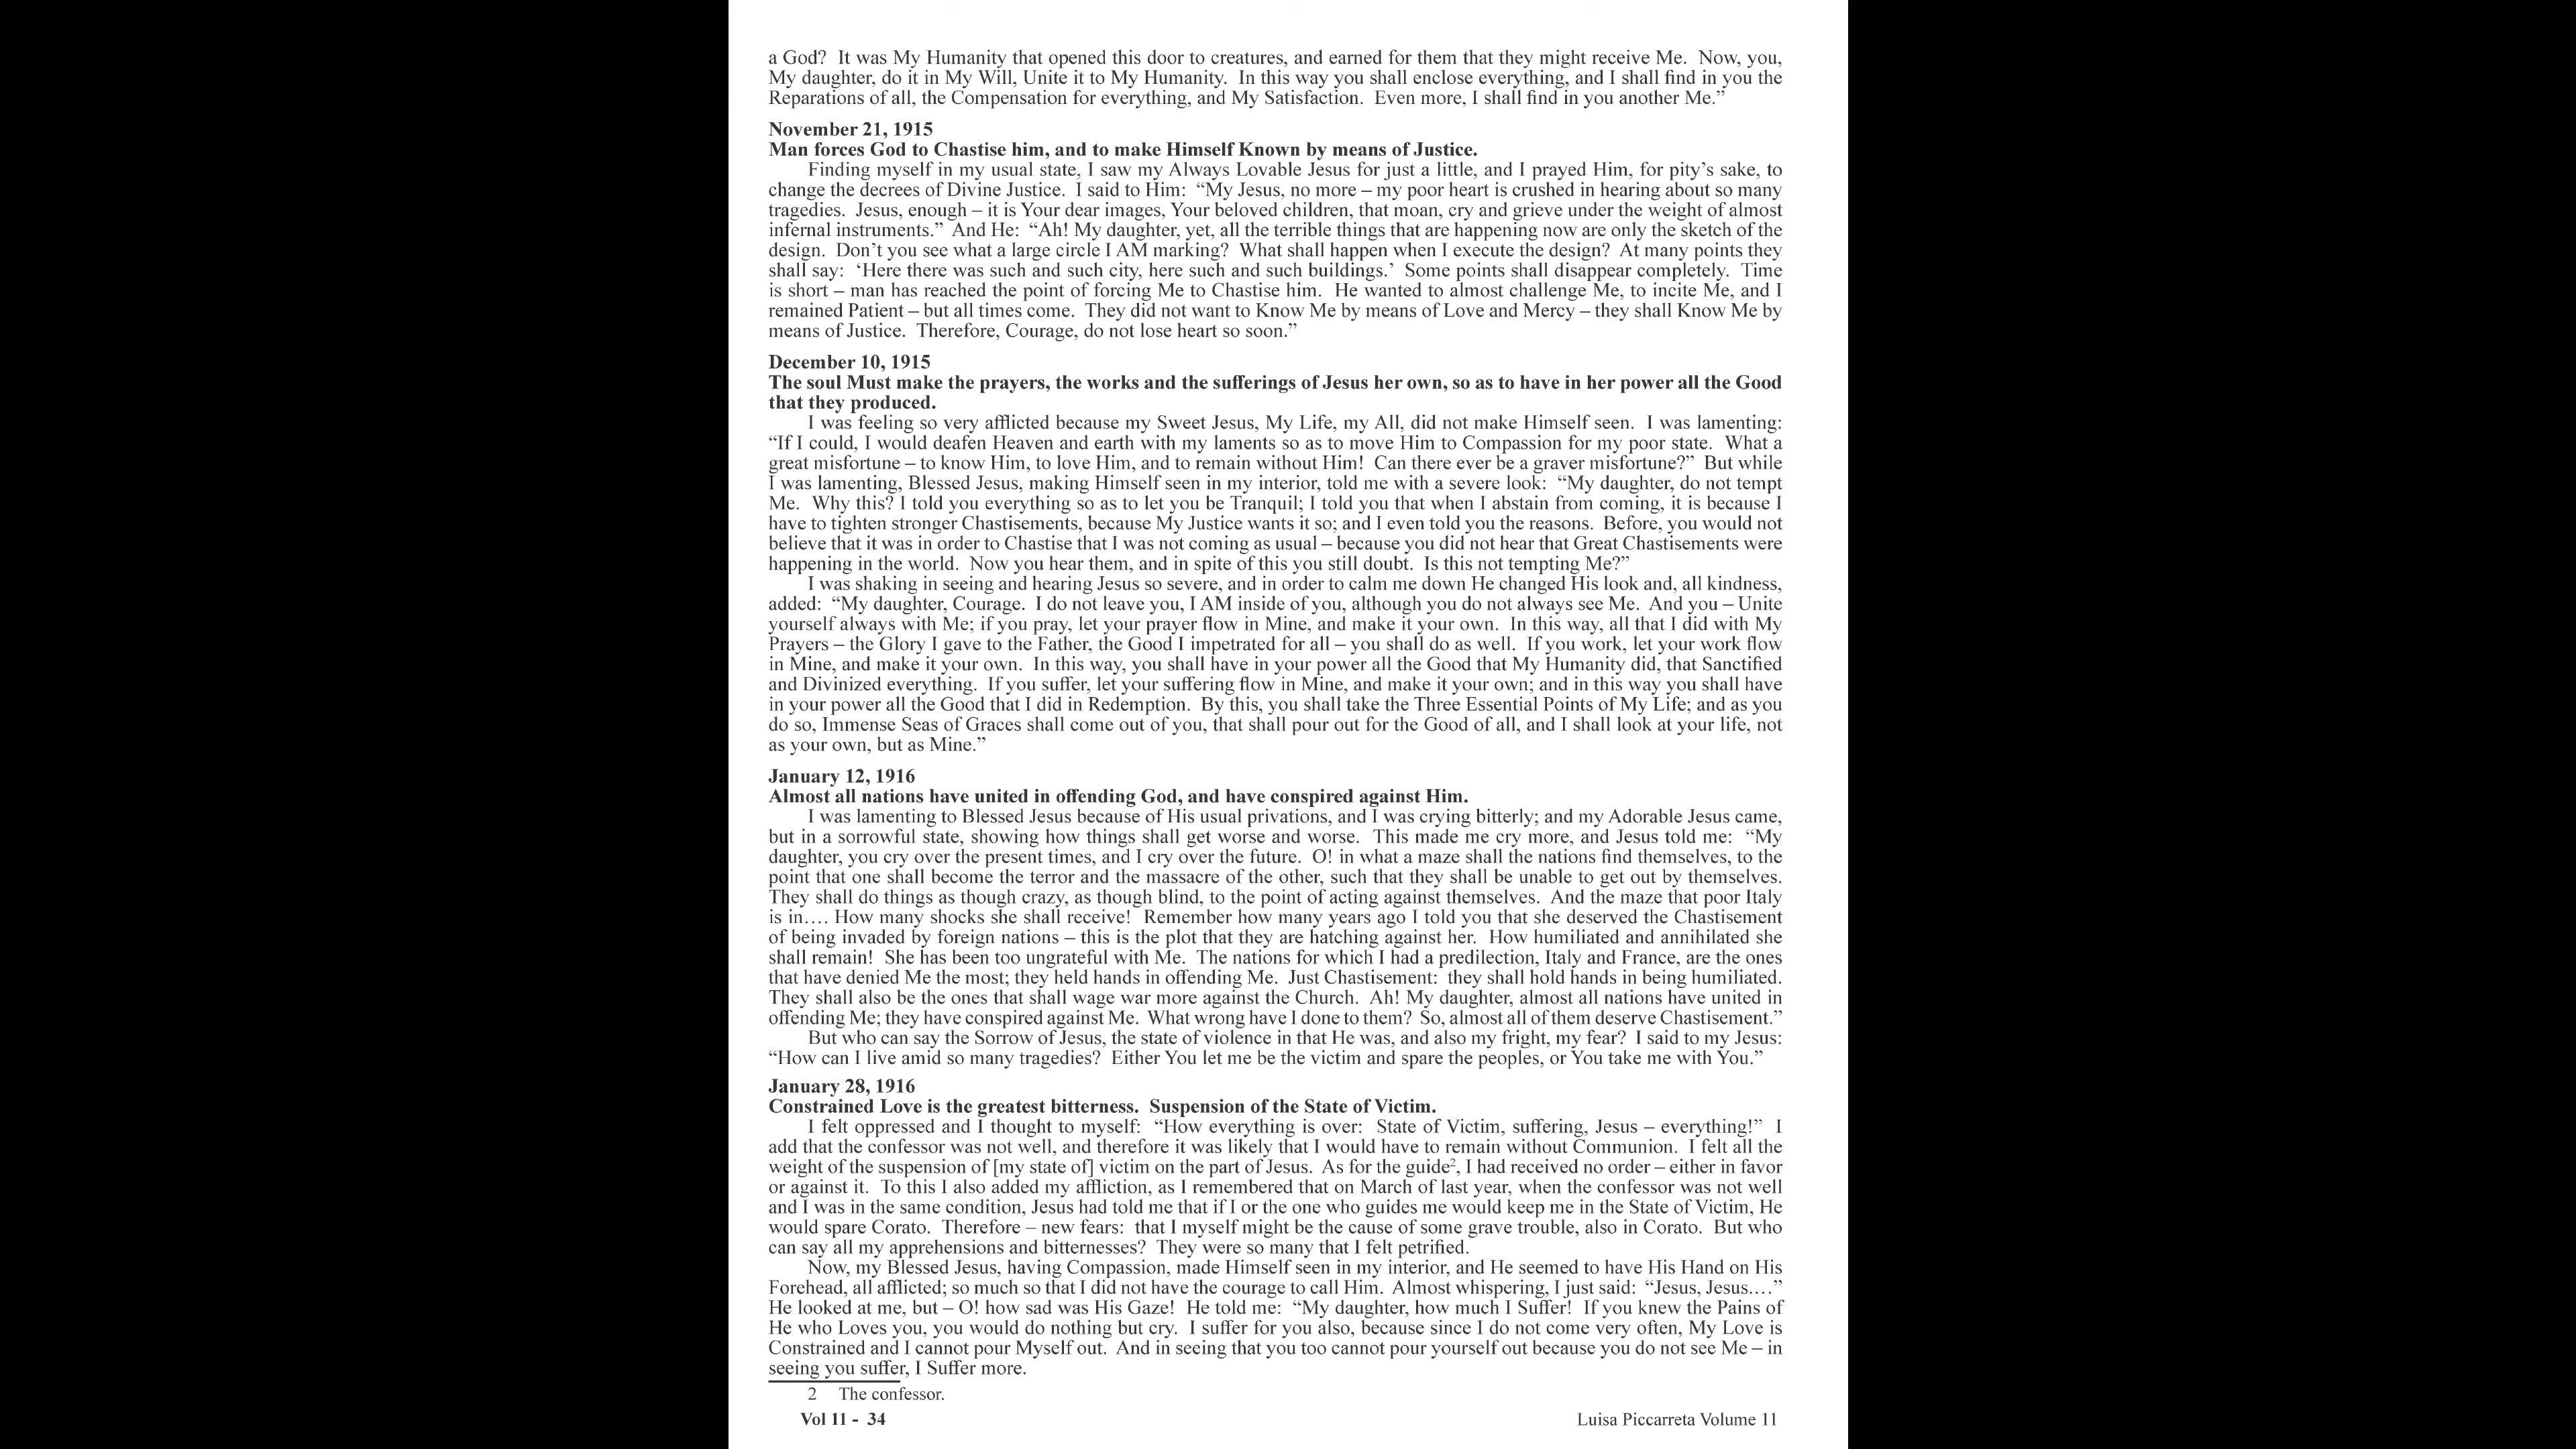 a God?  It was My Humanity that opened this door to creatures, and earned for them that they might receive Me.  Now, you,
My daughter, do it in My Will, Unite it to My Humanity.  In this way you shall enclose everything, and I shall find in you the
Reparations of all, the Compensation for everything, and My Satisfaction.  Even more, I shall find in you another Me.”
November 21, 1915
Man forces God to Chastise him, and to make Himself Known by means of Justice.
Finding myself in my usual state, I saw my Always Lovable Jesus for just a little, and I prayed Him, for pity’s sake, to
change the decrees of Divine Justice.  I said to Him:  “My Jesus, no more – my poor heart is crushed in hearing about so many
tragedies.  Jesus, enough – it is Your dear images, Your beloved children, that moan, cry and grieve under the weight of almost
infernal instruments.”  And He:  “Ah! My daughter, yet, all the terrible things that are happening now are only the sketch of the
design.  Don’t you see what a large circle I AM marking?  What shall happen when I execute the design?  At many points they
shall say:  ‘Here there was such and such city, here such and such buildings.’  Some points shall disappear completely.  Time
is short – man has reached the point of forcing Me to Chastise him.  He wanted to almost challenge Me, to incite Me, and I
remained Patient – but all times come.  They did not want to Know Me by means of Love and Mercy – they shall Know Me by
means of Justice.  Therefore, Courage, do not lose heart so soon.”
December 10, 1915
The soul Must make the prayers, the works and the sufferings of Jesus her own, so as to have in her power all the Good
that they produced.
I was feeling so very afflicted because my Sweet Jesus, My Life, my All, did not make Himself seen.  I was lamenting:
“If I could, I would deafen Heaven and earth with my laments so as to move Him to Compassion for my poor state.  What a
great misfortune – to know Him, to love Him, and to remain without Him!  Can there ever be a graver misfortune?”  But while
I was lamenting, Blessed Jesus, making Himself seen in my interior, told me with a severe look:  “My daughter, do not tempt
Me.  Why this? I told you everything so as to let you be Tranquil; I told you that when I abstain from coming, it is because I
have to tighten stronger Chastisements, because My Justice wants it so; and I even told you the reasons.  Before, you would not
believe that it was in order to Chastise that I was not coming as usual – because you did not hear that Great Chastisements were
happening in the world.  Now you hear them, and in spite of this you still doubt.  Is this not tempting Me?”
I was shaking in seeing and hearing Jesus so severe, and in order to calm me down He changed His look and, all kindness,
added:  “My daughter, Courage.  I do not leave you, I AM inside of you, although you do not always see Me.  And you – Unite
yourself always with Me; if you pray, let your prayer flow in Mine, and make it your own.  In this way, all that I did with My
Prayers – the Glory I gave to the Father, the Good I impetrated for all – you shall do as well.  If you work, let your work flow
in Mine, and make it your own.  In this way, you shall have in your power all the Good that My Humanity did, that Sanctified
and Divinized everything.  If you suffer, let your suffering flow in Mine, and make it your own; and in this way you shall have
in your power all the Good that I did in Redemption.  By this, you shall take the Three Essential Points of My Life; and as you
do so, Immense Seas of Graces shall come out of you, that shall pour out for the Good of all, and I shall look at your life, not
as your own, but as Mine.”
January 12, 1916
Almost all nations have united in offending God, and have conspired against Him.
I was lamenting to Blessed Jesus because of His usual privations, and I was crying bitterly; and my Adorable Jesus came,
but in a sorrowful state, showing how things shall get worse and worse.  This made me cry more, and Jesus told me:  “My
daughter, you cry over the present times, and I cry over the future.  O! in what a maze shall the nations find themselves, to the
point that one shall become the terror and the massacre of the other, such that they shall be unable to get out by themselves.
They shall do things as though crazy, as though blind, to the point of acting against themselves.  And the maze that poor Italy
is in…. How many shocks she shall receive!  Remember how many years ago I told you that she deserved the Chastisement
of being invaded by foreign nations – this is the plot that they are hatching against her.  How humiliated and annihilated she
shall remain!  She has been too ungrateful with Me.  The nations for which I had a predilection, Italy and France, are the ones
that have denied Me the most; they held hands in offending Me.  Just Chastisement:  they shall hold hands in being humiliated.
They shall also be the ones that shall wage war more against the Church.  Ah!  My daughter, almost all nations have united in
offending Me; they have conspired against Me.  What wrong have I done to them?  So, almost all of them deserve Chastisement.”
But who can say the Sorrow of Jesus, the state of violence in that He was, and also my fright, my fear?  I said to my Jesus:
“How can I live amid so many tragedies?  Either You let me be the victim and spare the peoples, or You take me with You.”
January 28, 1916
Constrained Love is the greatest bitterness.  Suspension of the State of Victim.
I felt oppressed and I thought to myself:  “How everything is over:  State of Victim, suffering, Jesus – everything!”  I
add that the confessor was not well, and therefore it was likely that I would have to remain without Communion.  I felt all the
weight of the suspension of [my state of] victim on the part of Jesus.  As for the guide², I had received no order – either in favor
or against it.  To this I also added my affliction, as I remembered that on March of last year, when the confessor was not well
and I was in the same condition, Jesus had told me that if I or the one who guides me would keep me in the State of Victim, He
would spare Corato.  Therefore – new fears:  that I myself might be the cause of some grave trouble, also in Corato.  But who
can say all my apprehensions and bitternesses?  They were so many that I felt petrified.
Now, my Blessed Jesus, having Compassion, made Himself seen in my interior, and He seemed to have His Hand on His
Forehead, all afflicted; so much so that I did not have the courage to call Him.  Almost whispering, I just said:  “Jesus, Jesus….”
He looked at me, but – O! how sad was His Gaze!  He told me:  “My daughter, how much I Suffer!  If you knew the Pains of
He who Loves you, you would do nothing but cry.  I suffer for you also, because since I do not come very often, My Love is
Constrained and I cannot pour Myself out.  And in seeing that you too cannot pour yourself out because you do not see Me – in
seeing you suffer, I Suffer more.
2 The confessor.
Vol 11 -  34
Luisa Piccarreta Volume 11